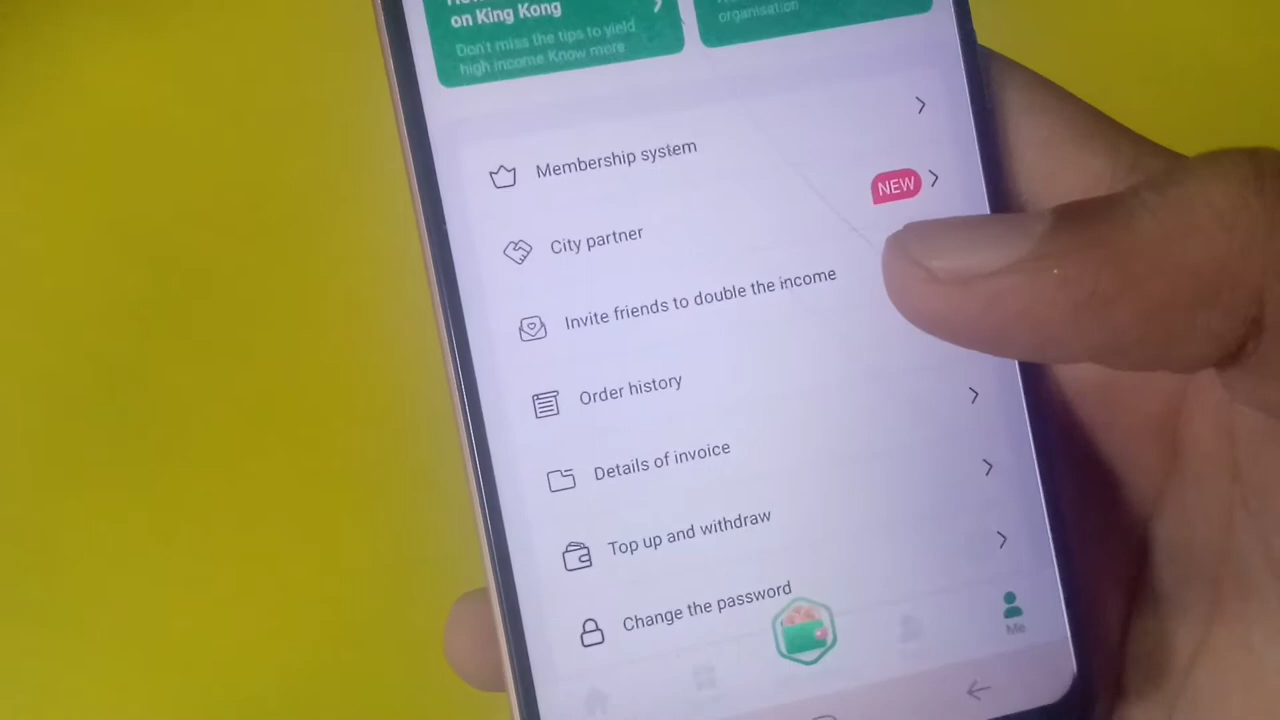 on King Kong
Don't miss the tips to yield
high income Know more
organisation
Membership system
NEW
City partner
Invite friends to double the income
Order history
Details of invoice
Top up and withdraw
Change the password
Me